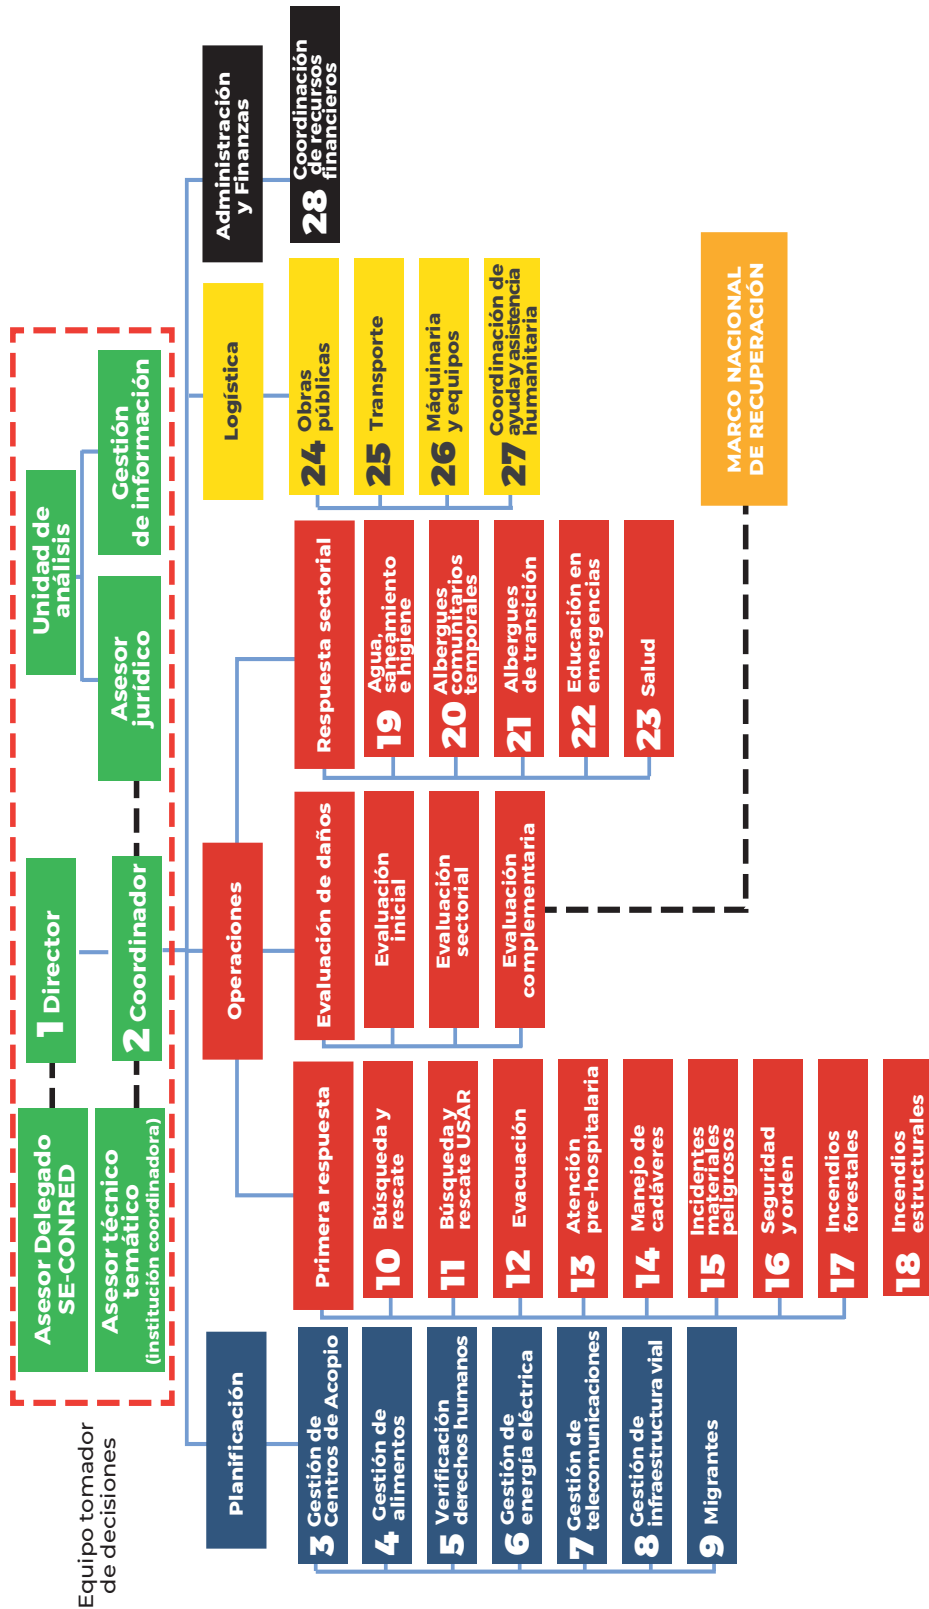 Equipo tomador
de decisiones
Asesor Delegado
SE-CONRED
1 Director
Unidad de
análisis
Asesor técnico
temático
(institución coordinadora)
2 Coordinador
Asesor
jurídico
Gestión
de información
Planificación
Operaciones
Logística
Administración
y Finanzas
3 Gestión de
Centros de Acopio
4 Gestión de
alimentos
5 Verificación
derechos humanos
6 Gestión de
energía eléctrica
7 Gestión de
telecomunicaciones
8 Gestión de
infraestructura vial
9 Migrantes
Primera respuesta
10 Búsqueda y
rescate
11 Búsqueda y
rescate USAR
12 Evacuación
13 Atención
pre-hospitalaria
14 Manejo de
cadáveres
15 Incidentes
materiales
peligrosos
16 Seguridad
y orden
17 Incendios
forestales
18 Incendios
estructurales
Evaluación de daños
Evaluación
inicial
Evaluación
sectorial
Evaluación
complementaria
Respuesta sectorial
19 Agua,
saneamiento
e higiene
20 Albergues
comunitarios
temporales
21 Albergues
de transición
22 Educación en
emergencias
23 Salud
24 Obras
públicas
25 Transporte
26 Máquinaria
y equipos
27 Coordinación de
ayuda y asistencia
humanitaria
28 Coordinación
de recursos
financieros
MARCO NACIONAL
DE RECUPERACIÓN